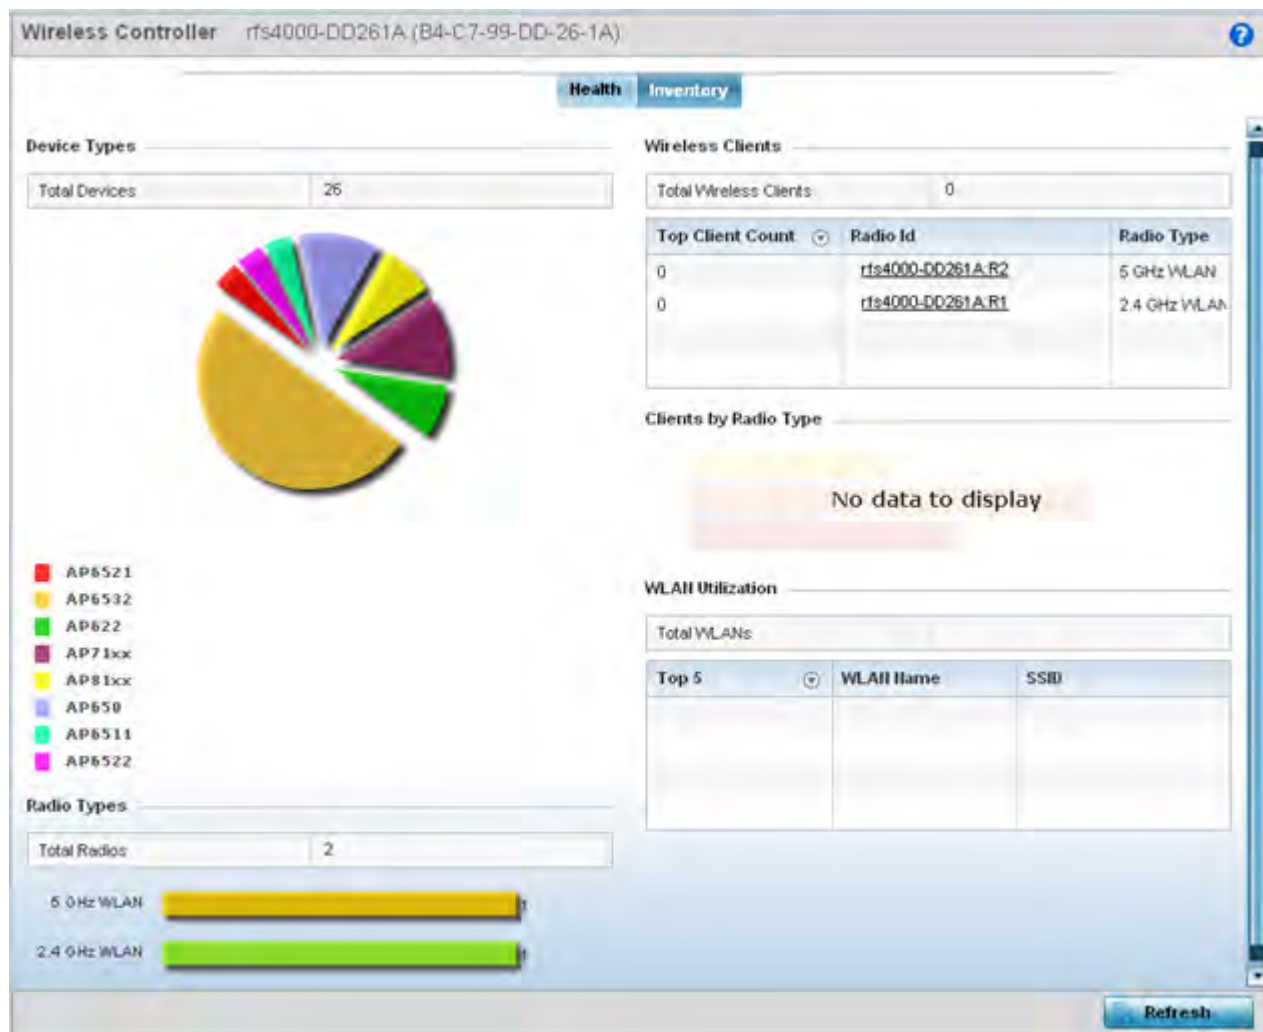 Wireless Controller rfs4000-DD261A (B4-C7-99-DD-26-1A)
?
Health Inventory
Device Types
Total Devices 26
AP6521
AP6532
AP622
AP71xx
AP81xx
AP650
AP6511
AP6522
Radio Types
Total Radios 2
5 GHz WLAN 1
2.4 GHz WLAN 1
Wireless Clients
Total Wireless Clients 0
Top Client Count Radio Id Radio Type
0 rfs4000-DD261A:R2 5 GHz WLAN
0 rfs4000-DD261A:R1 2.4 GHz WLAN
Clients by Radio Type
No data to display
WLAN Utilization
Total WLANs
Top 5 WLAN Name SSID
Refresh